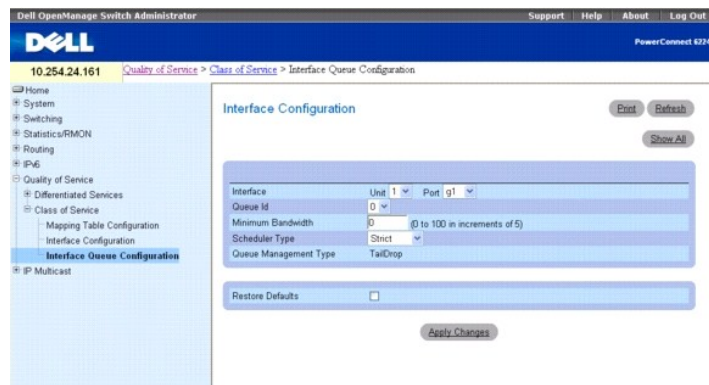 Dell OpenManage Switch Administrator
Support Help About Log Out
DELL
PowerConnect 6224
10.254.24.161
Quality of Service > Class of Service > Interface Queue Configuration
Home
System
Switching
Statistics/RMON
Routing
IPv6
Quality of Service
Differentiated Services
Class of Service
Mapping Table Configuration
Interface Configuration
Interface Queue Configuration
IP Multicast
Interface Configuration
Print Refresh
Show All
Interface Unit 1 Port g1
Queue Id 0
Minimum Bandwidth 0 (0 to 100 in increments of 5)
Scheduler Type Strict
Queue Management Type TailDrop
Restore Defaults
Apply Changes